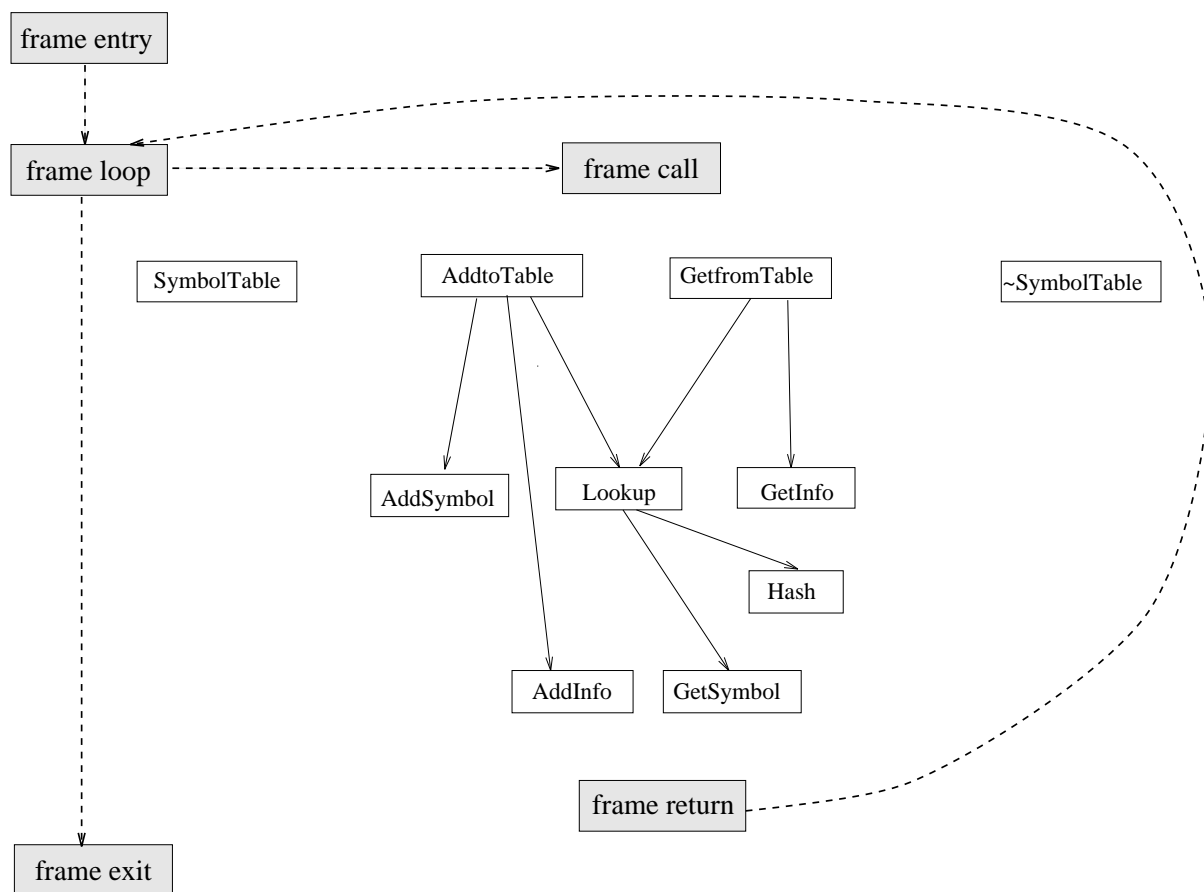 frame entry
frame loop
frame call
SymbolTable
AddtoTable
GetfromTable
~SymbolTable
AddSymbol
Lookup
GetInfo
Hash
AddInfo
GetSymbol
frame return
frame exit